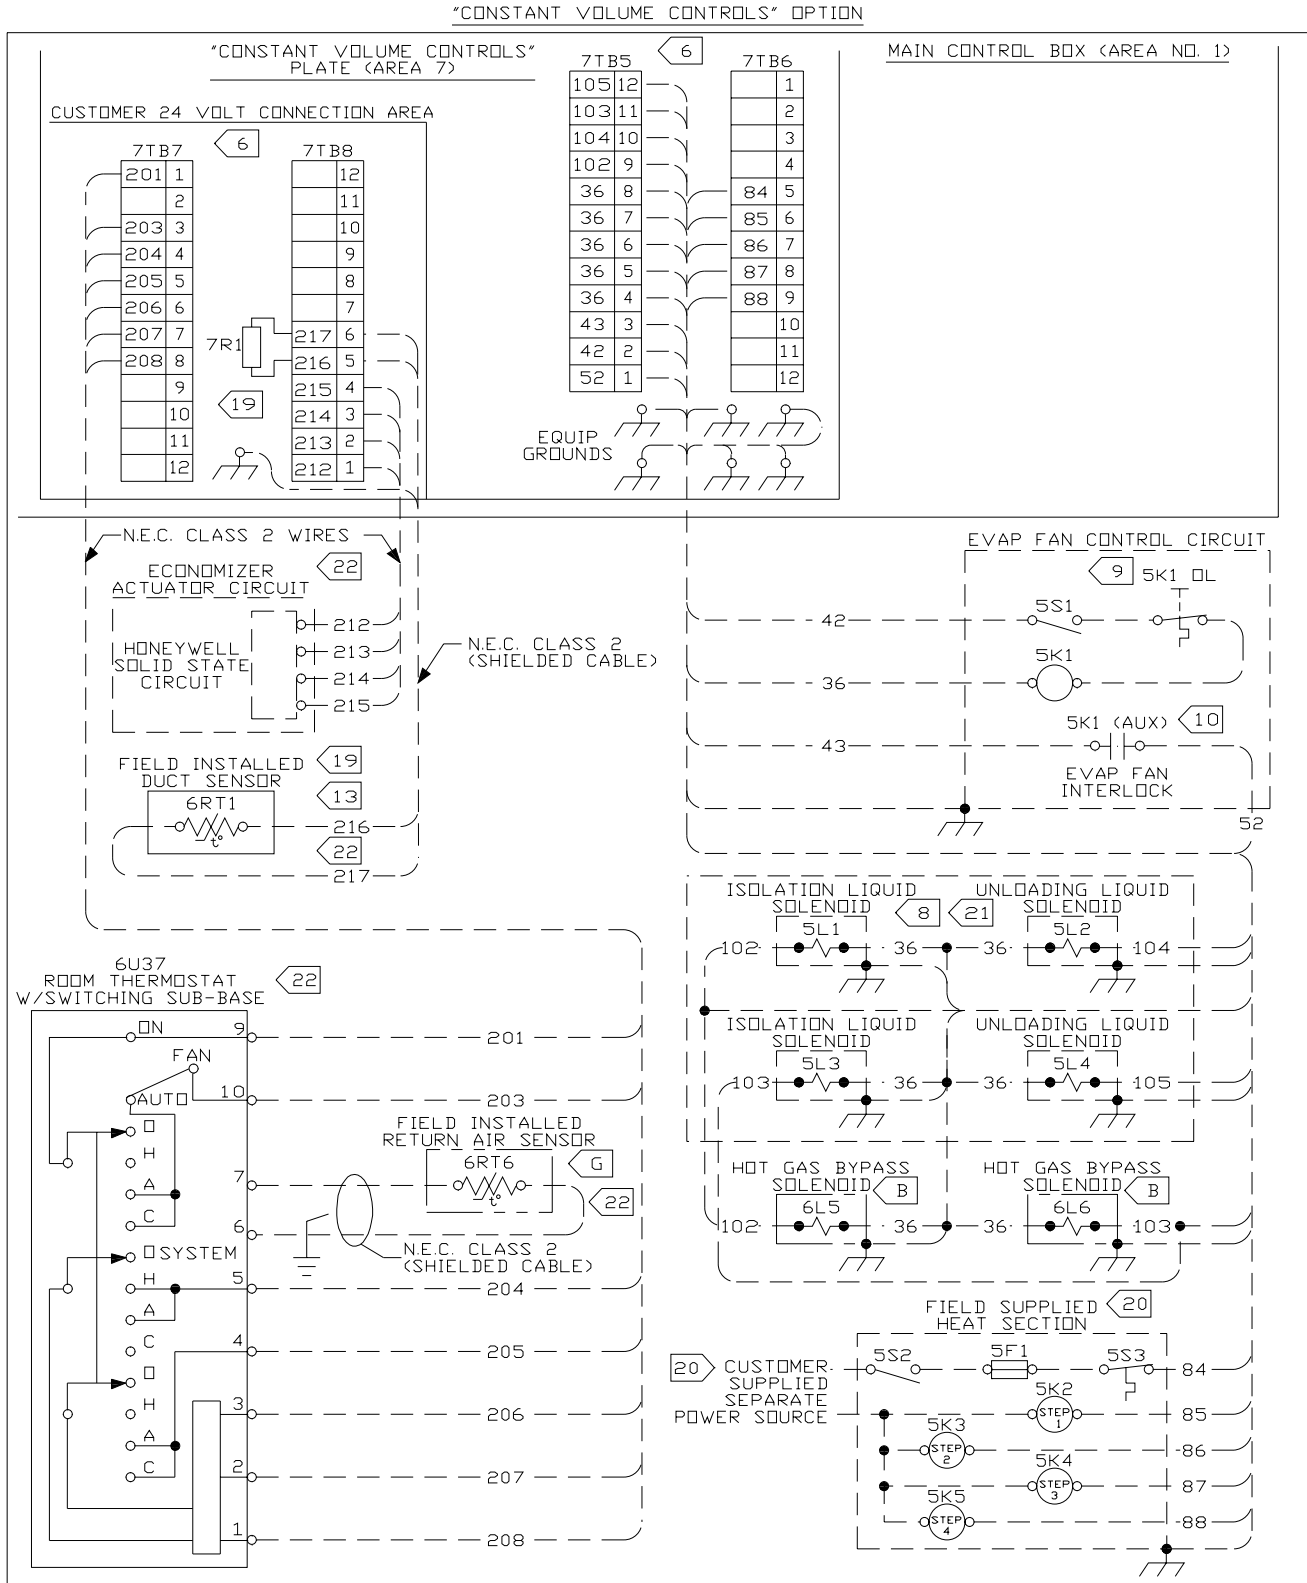 "CONSTANT VOLUME CONTROLS" OPTION
"CONSTANT VOLUME CONTROLS"
PLATE (AREA 7)
MAIN CONTROL BOX (AREA NO. 1)
CUSTOMER 24 VOLT CONNECTION AREA
6
7TB7
201 1
2
203 3
204 4
205 5
206 6
207 7
208 8
9
10
11
12
7TB8
12
11
10
9
8
7
217 6
216 5
215 4
214 3
213 2
212 1
7R1
19
6
7TB5
105 12
103 11
104 10
102 9
36 8
36 7
36 6
36 5
36 4
43 3
42 2
52 1
7TB6
1
2
3
4
84 5
85 6
86 7
87 8
88 9
10
11
12
EQUIP
GROUNDS
N.E.C. CLASS 2 WIRES
ECONOMIZER
ACTUATOR CIRCUIT
22
HONEYWELL
SOLID STATE
CIRCUIT
212
213
214
215
N.E.C. CLASS 2
(SHIELDED CABLE)
FIELD INSTALLED
DUCT SENSOR
19
13
6RT1
t°
216
22
217
EVAP FAN CONTROL CIRCUIT
9
5K1 OL
5S1
42
5K1
36
5K1 (AUX)
10
43
EVAP FAN
INTERLOCK
52
ISOLATION LIQUID
SOLENOID
8
21
UNLOADING LIQUID
SOLENOID
5L1
5L2
102
36
36
104
ISOLATION LIQUID
SOLENOID
UNLOADING LIQUID
SOLENOID
5L3
5L4
103
36
36
105
HOT GAS BYPASS
SOLENOID
B
HOT GAS BYPASS
SOLENOID
B
6L5
6L6
102
36
36
103
6U37
ROOM THERMOSTAT
W/SWITCHING SUB-BASE
22
ON
9
201
FAN
AUTO
10
203
O
H
A
C
7
6
FIELD INSTALLED
RETURN AIR SENSOR
6RT6
t°
G
22
N.E.C. CLASS 2
(SHIELDED CABLE)
O SYSTEM
H
5
204
A
C
4
205
O
H
3
206
A
C
2
207
1
208
FIELD SUPPLIED
HEAT SECTION
20
20
CUSTOMER
SUPPLIED
SEPARATE
POWER SOURCE
5S2
5F1
5S3
84
5K2
STEP
1
85
5K3
STEP
2
86
5K4
STEP
3
87
5K5
STEP
4
88